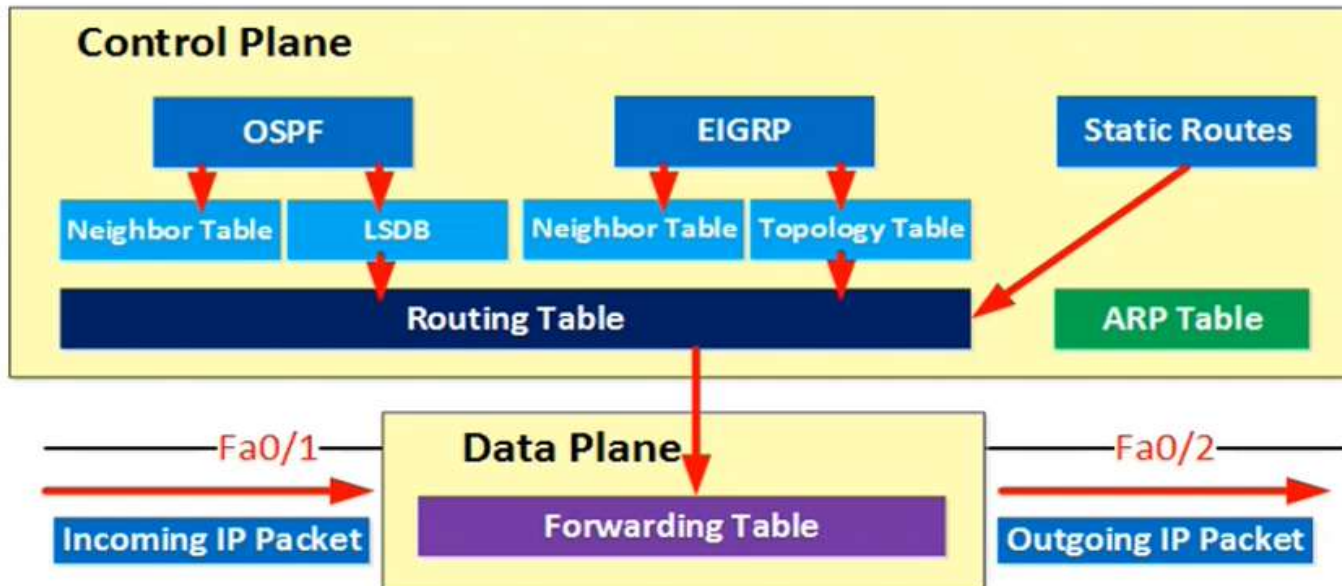 Control Plane
OSPF
EIGRP
Static Routes
Neighbor Table
LSDB
Neighbor Table
Topology Table
Routing Table
ARP Table
Fa0/1
Data Plane
Fa0/2
Incoming IP Packet
Forwarding Table
Outgoing IP Packet